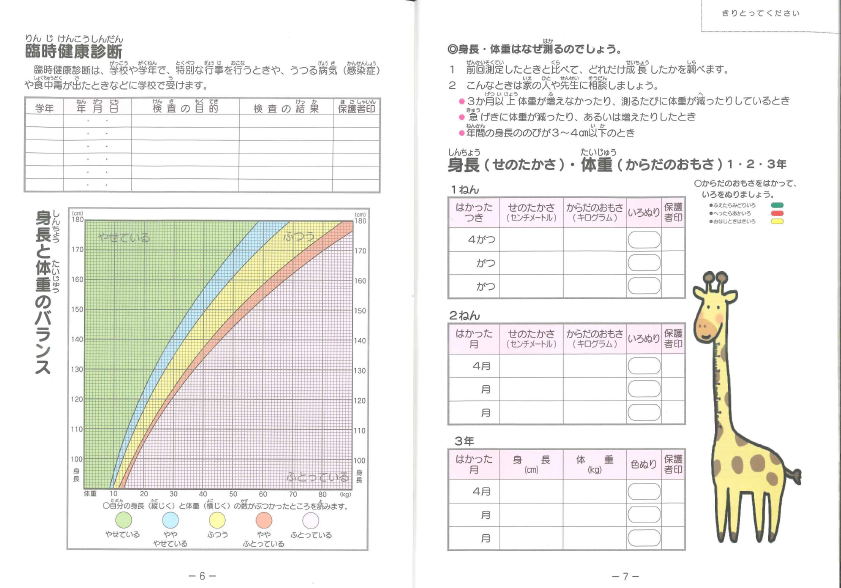 臨時健康診断
臨時健康診断は、学校や学年で、特別な行事を行うときや、うつる病気（感染症）
や食中毒が出たときなどに学校で受けます。
学年 年月日 検査の目的 検査の結果 保護者印
身長と体重のバランス
(cm) (cm)
180 180
やせている ふつう
170 170
160 160
150 150
140 140
130 130
120 120
110 110
100 100
ふとっている
身長 身長
体重 10 20 30 40 50 60 70 80 (kg)
○自分の身長（縦じく）と体重（横じく）の数がぶつかったところを読みます。
やせている ややせている ふつう ややふとっている ふとっている
－6－
きりとってください
◎身長・体重はなぜ測るのでしょう。
1 前回測定したときと比べて、どれだけ成長したかを調べます。
2 こんなときは家の人や先生に相談しましょう。
●3か月以上体重が増えなかったり、測るたびに体重が減ったりしているとき
●急げきに体重が減ったり、あるいは増えたりしたとき
●年間の身長ののびが3～4cm以下のとき
身長（せのたかさ）・体重（からだのおもさ）1・2・3年
○からだのおもさをはかって、
いろをぬりましょう。
●ふえたらみどりいろ
●へったらあかいろ
●おなじときはきいろ
1ねん
はかったつき せのたかさ（センチメートル） からだのおもさ（キログラム） いろぬり 保護者印
4がつ
がつ
がつ
2ねん
はかった月 せのたかさ（センチメートル） からだのおもさ（キログラム） いろぬり 保護者印
4月
月
月
3年
はかった月 身長(cm) 体重(kg) 色ぬり 保護者印
4月
月
月
－7－